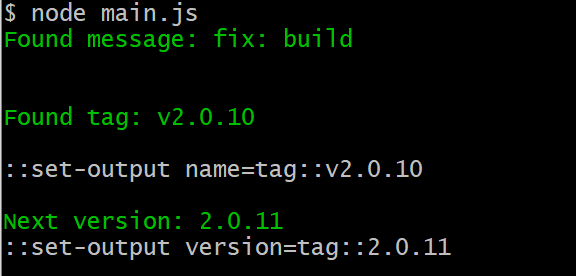 $ node main.js
Found message: fix: build
Found tag: v2.0.10
::set-output name=tag::v2.0.10
Next version: 2.0.11
::set-output version=tag::2.0.11